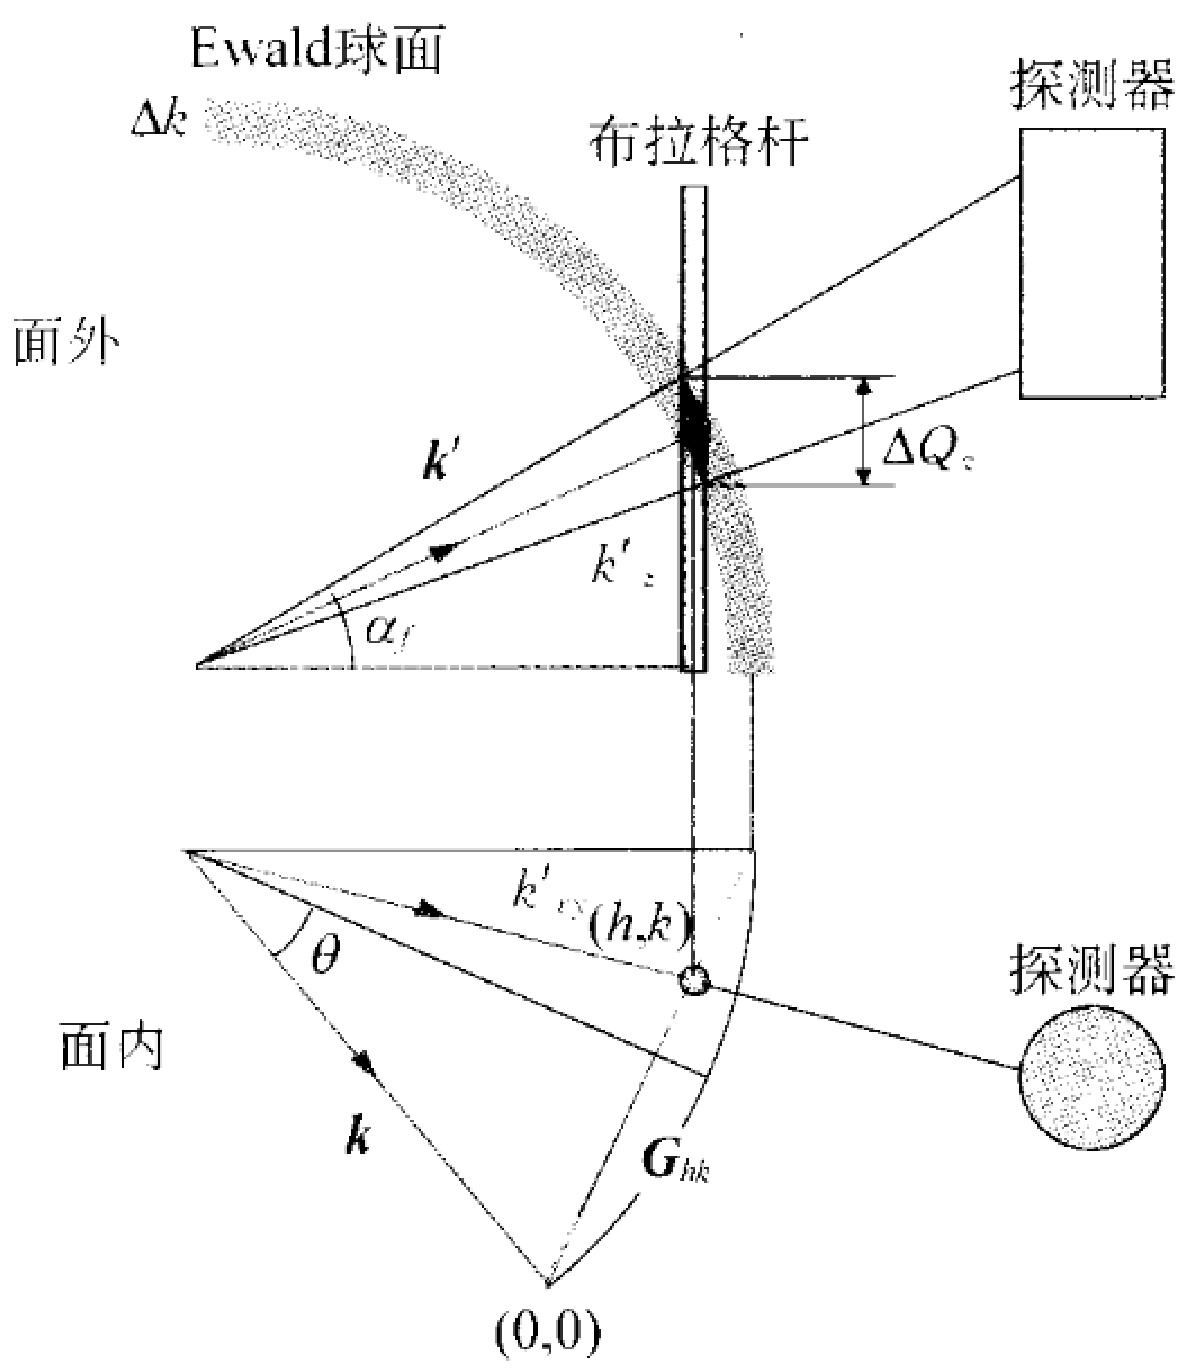 Ewald球面
探测器
Δk
布拉格杆
面外
k'
ΔQz
k'z
αf
k'
(h,k)
θ
探测器
面内
k
Ghk
(0,0)